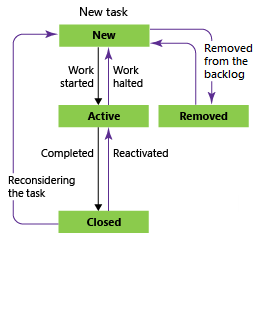 New task
New
Removed
from the
backlog
Work
started
Work
halted
Active
Removed
Completed
Reactivated
Reconsidering
the task
Closed